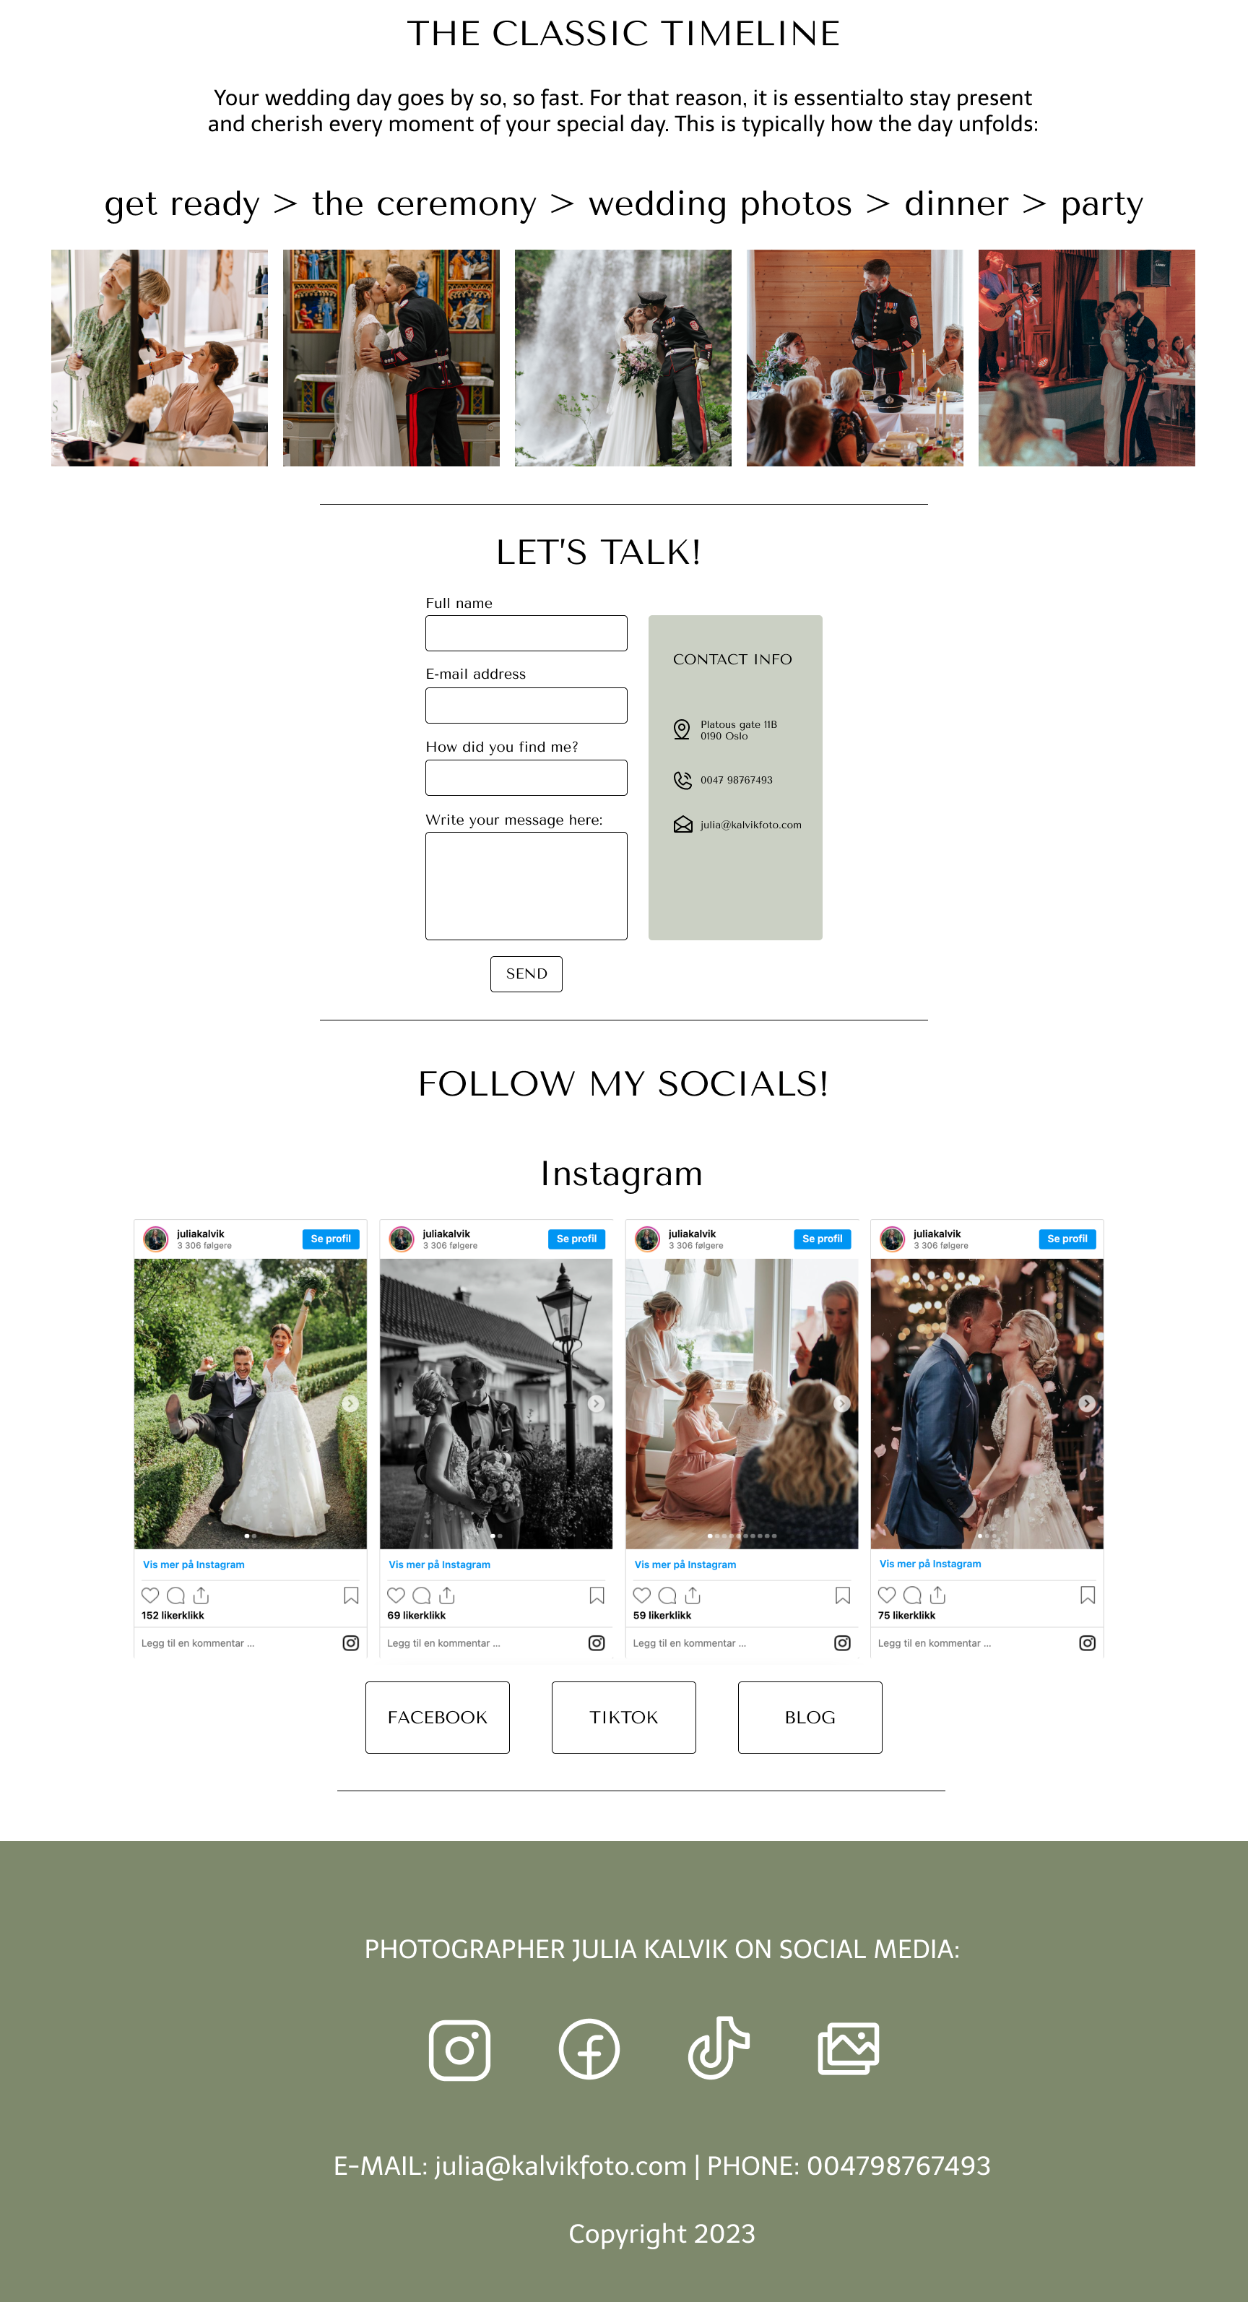 THE CLASSIC TIMELINE
Your wedding day goes by so, so fast. For that reason, it is essentialto stay present
and cherish every moment of your special day. This is typically how the day unfolds:
get ready > the ceremony > wedding photos > dinner > party
LET'S TALK!
Full name
E-mail address
How did you find me?
Write your message here:
SEND
CONTACT INFO
Platous gate 11B
0190 Oslo
0047 98767493
julia@kalvikfoto.com
FOLLOW MY SOCIALS!
Instagram
juliakalvik
3 306 følgere
Se profil
Vis mer på Instagram
152 likerklikk
Legg til en kommentar ...
juliakalvik
3 306 følgere
Se profil
Vis mer på Instagram
69 likerklikk
Legg til en kommentar ...
juliakalvik
3 306 følgere
Se profil
Vis mer på Instagram
59 likerklikk
Legg til en kommentar ...
juliakalvik
3 306 følgere
Se profil
Vis mer på Instagram
75 likerklikk
Legg til en kommentar ...
FACEBOOK
TIKTOK
BLOG
PHOTOGRAPHER JULIA KALVIK ON SOCIAL MEDIA:
E-MAIL: julia@kalvikfoto.com | PHONE: 004798767493
Copyright 2023